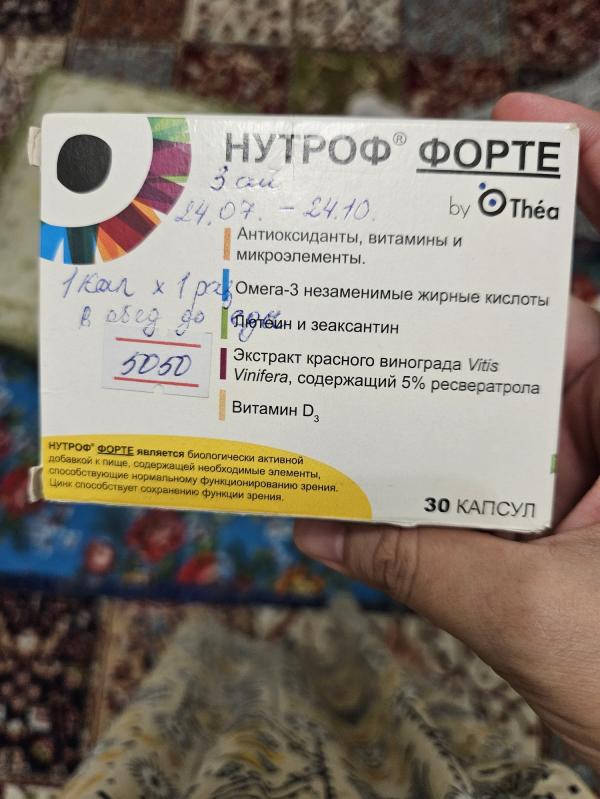 НУТРОФ® ФОРТЕ
by Théa
3 ай
24.07. – 24.10.
Антиоксиданты, витамины и
микроэлементы.
1 кап х 1 раз
Омега-3 незаменимые жирные кислоты
в обед до еды
Лютеин и зеаксантин
5050
Экстракт красного винограда Vitis
Vinifera, содержащий 5% ресвератрола
Витамин D3
НУТРОФ® ФОРТЕ является биологически активной
добавкой к пище, содержащей необходимые элементы,
способствующие нормальному функционированию зрения.
Цинк способствует сохранению функции зрения.
30 КАПСУЛ